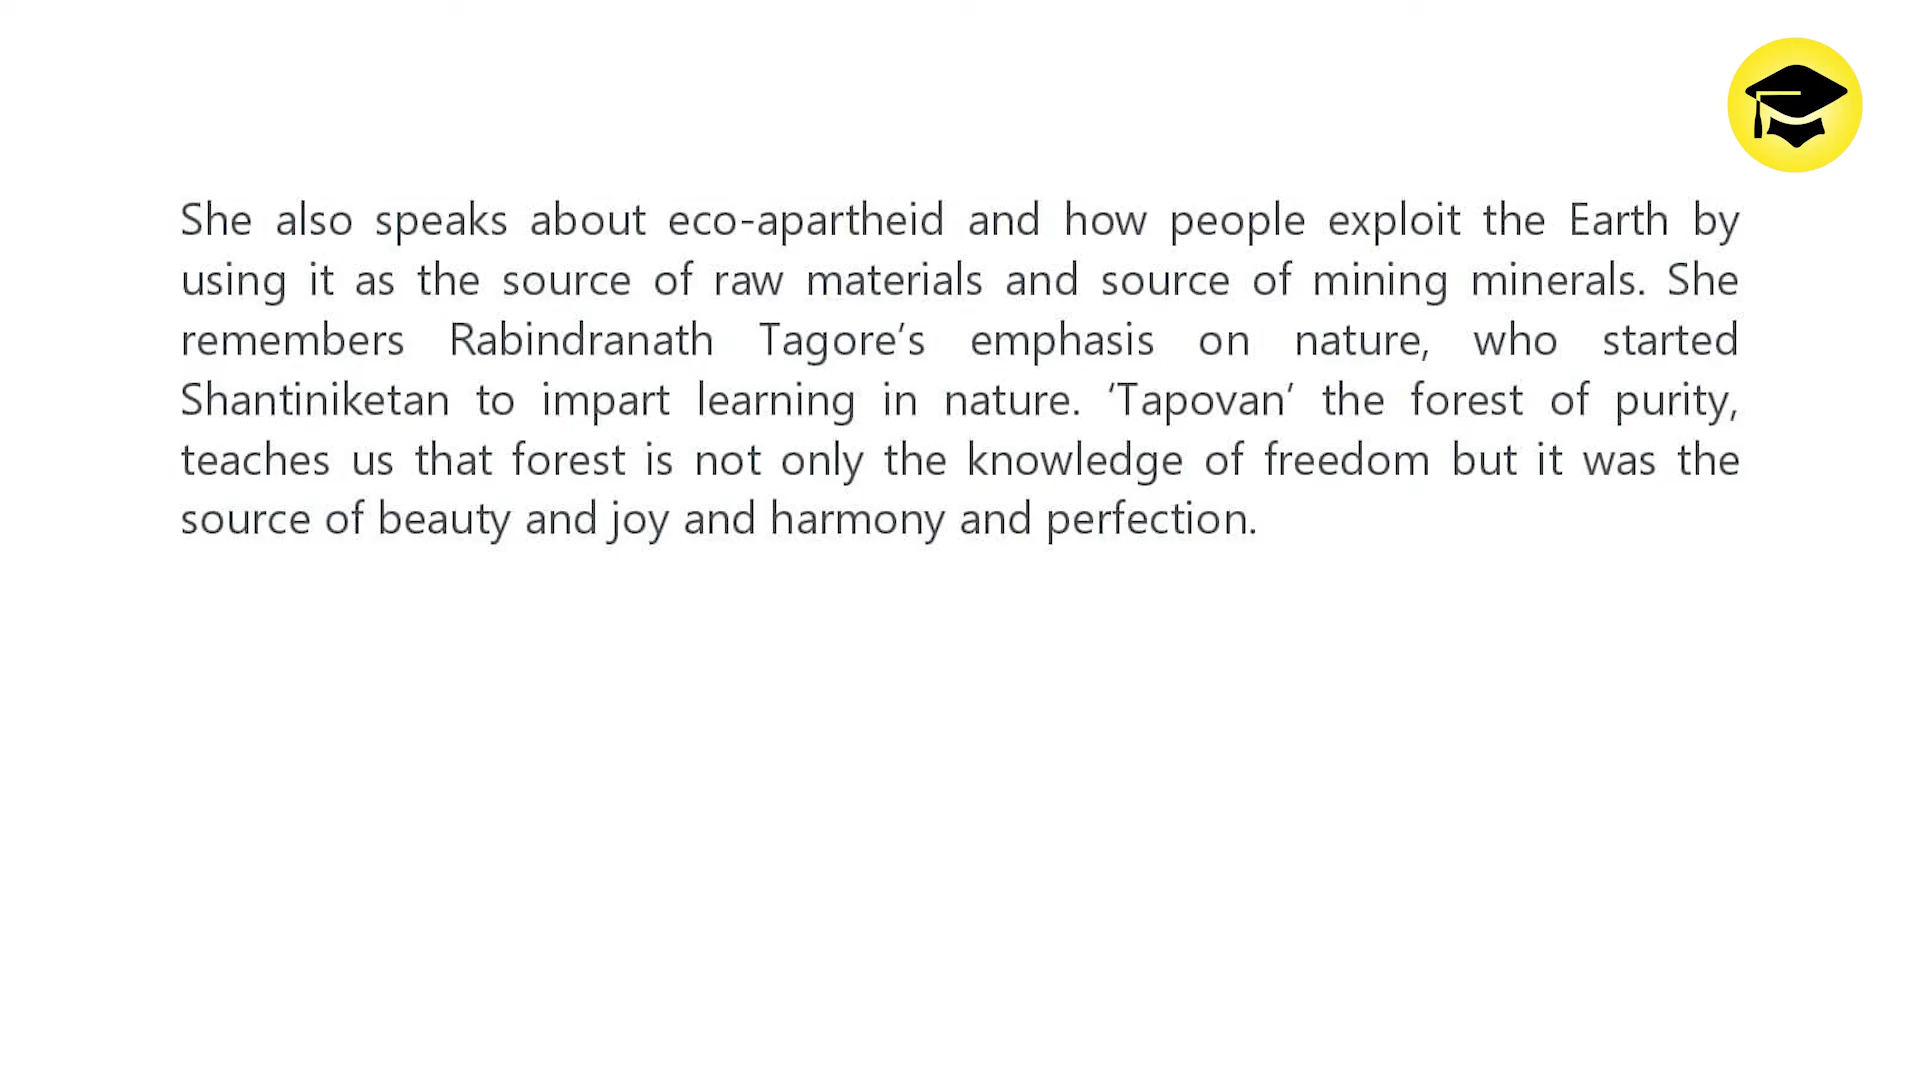 She also speaks about eco-apartheid and how people exploit the Earth by
using it as the source of raw materials and source of mining minerals. She
remembers Rabindranath Tagore’s emphasis on nature, who started
Shantiniketan to impart learning in nature. ‘Tapovan’ the forest of purity,
teaches us that forest is not only the knowledge of freedom but it was the
source of beauty and joy and harmony and perfection.